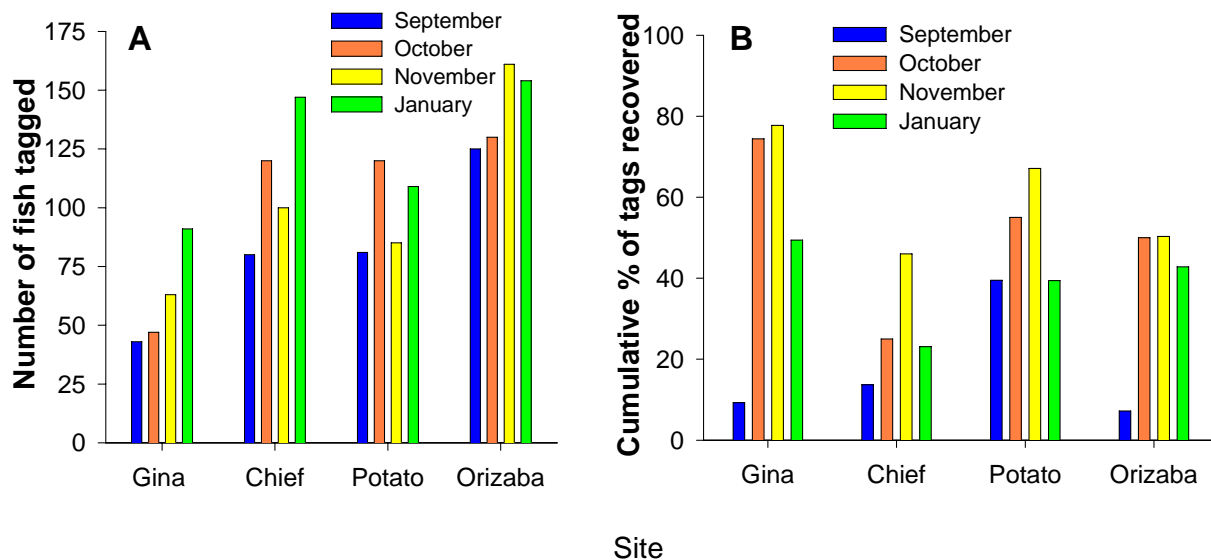 A
September
October
November
January
Number of fish tagged
175
150
125
100
75
50
25
0
Gina Chief Potato Orizaba
B
September
October
November
January
Cumulative % of tags recovered
100
80
60
40
20
0
Gina Chief Potato Orizaba
Site